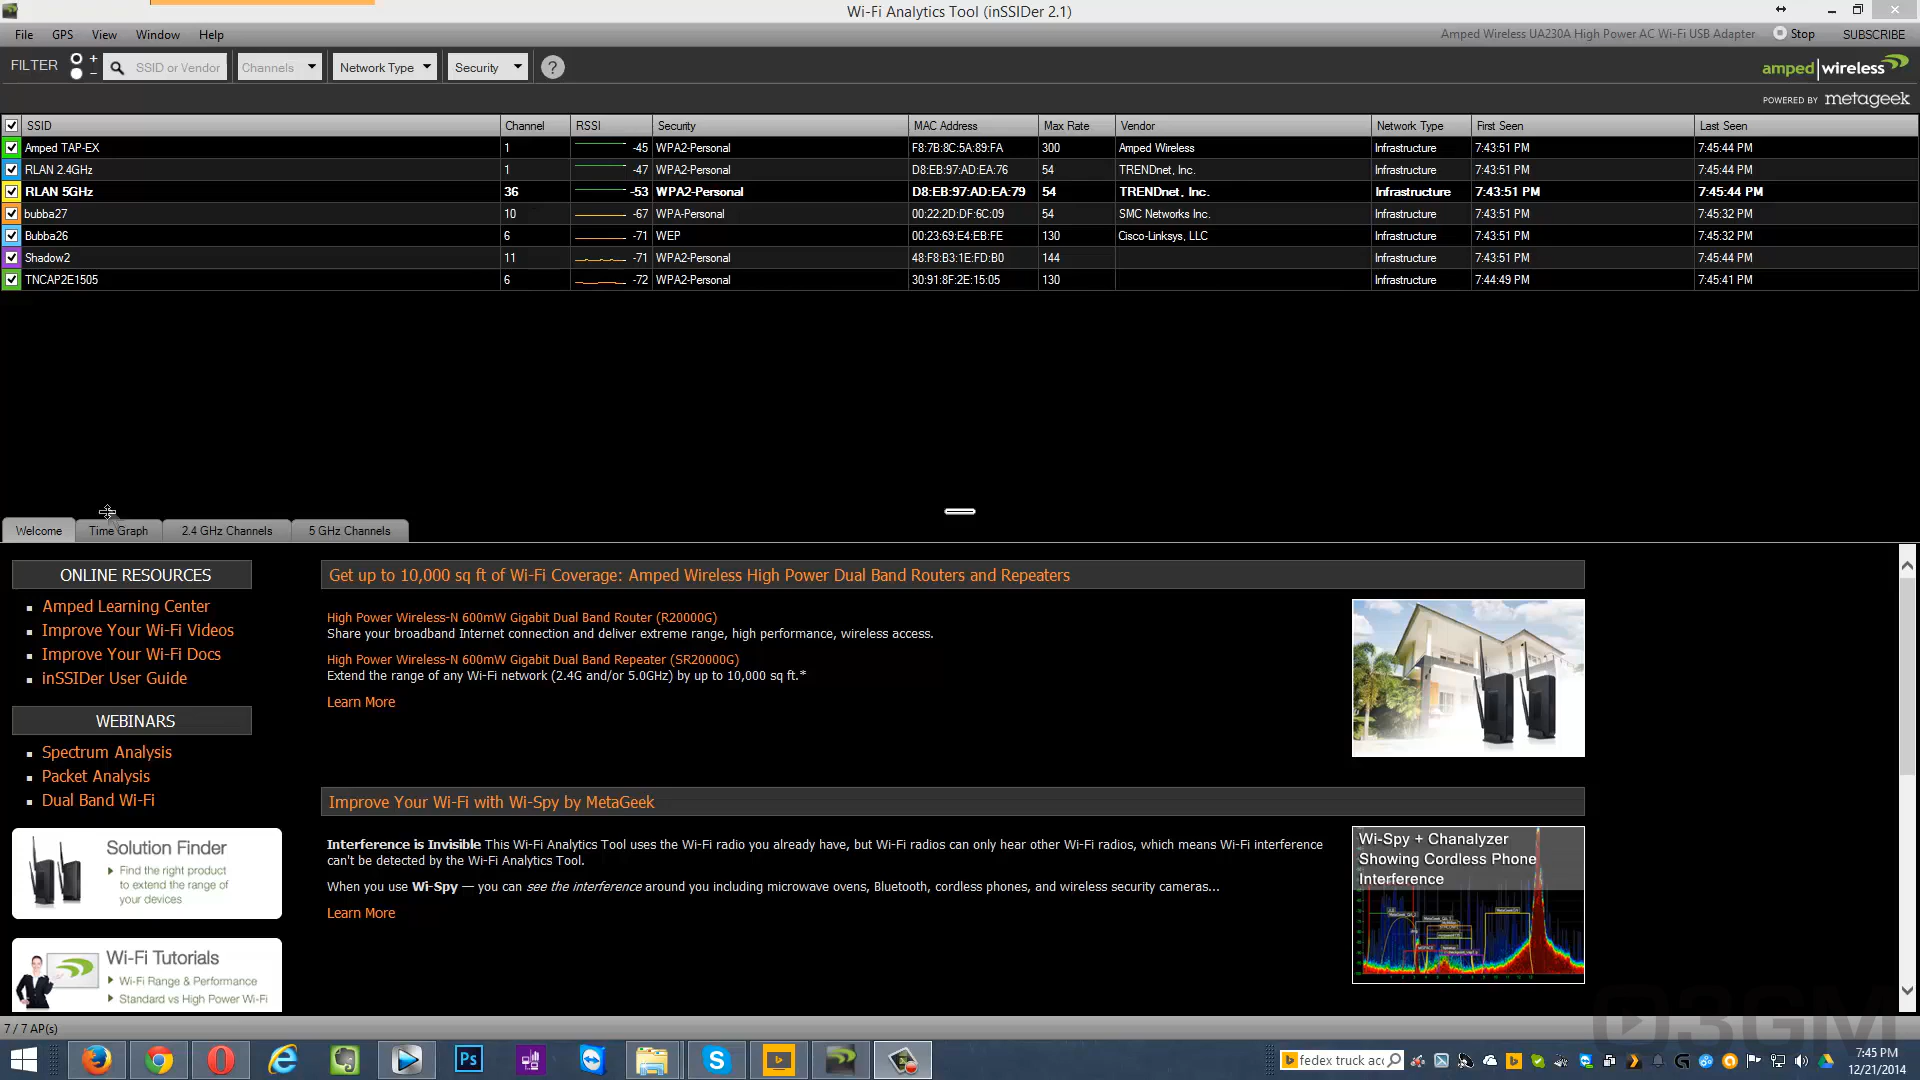 Wi-Fi Analytics Tool (inSSIDer 2.1)
File GPS View Window Help
Amped Wireless UA230A High Power AC Wi-Fi USB Adapter Stop SUBSCRIBE
FILTER + - SSID or Vendor Channels Network Type Security ?
amped wireless
POWERED BY metageek
SSID Channel RSSI Security MAC Address Max Rate Vendor Network Type First Seen Last Seen
Amped TAP-EX 1 -45 WPA2-Personal F8:7B:8C:5A:89:FA 300 Amped Wireless Infrastructure 7:43:51 PM 7:45:44 PM
RLAN 2.4GHz 1 -47 WPA2-Personal D8:EB:97:AD:EA:76 54 TRENDnet, Inc. Infrastructure 7:43:51 PM 7:45:44 PM
RLAN 5GHz 36 -53 WPA2-Personal D8:EB:97:AD:EA:79 54 TRENDnet, Inc. Infrastructure 7:43:51 PM 7:45:44 PM
bubba27 10 -67 WPA-Personal 00:22:2D:DF:6C:09 54 SMC Networks Inc. Infrastructure 7:43:51 PM 7:45:32 PM
Bubba26 6 -71 WEP 00:23:69:E4:EB:FE 130 Cisco-Linksys, LLC Infrastructure 7:43:51 PM 7:45:32 PM
Shadow2 11 -71 WPA2-Personal 48:F8:B3:1E:FD:B0 144 Infrastructure 7:43:51 PM 7:45:44 PM
TNCAP2E1505 6 -72 WPA2-Personal 30:91:8F:2E:15:05 130 Infrastructure 7:44:49 PM 7:45:41 PM
Welcome Time Graph 2.4 GHz Channels 5 GHz Channels
ONLINE RESOURCES
Amped Learning Center
Improve Your Wi-Fi Videos
Improve Your Wi-Fi Docs
inSSIDer User Guide
WEBINARS
Spectrum Analysis
Packet Analysis
Dual Band Wi-Fi
Solution Finder
Find the right product
to extend the range of
your devices
Wi-Fi Tutorials
Wi-Fi Range & Performance
Standard vs High Power Wi-Fi
Get up to 10,000 sq ft of Wi-Fi Coverage: Amped Wireless High Power Dual Band Routers and Repeaters
High Power Wireless-N 600mW Gigabit Dual Band Router (R20000G)
Share your broadband Internet connection and deliver extreme range, high performance, wireless access.
High Power Wireless-N 600mW Gigabit Dual Band Repeater (SR20000G)
Extend the range of any Wi-Fi network (2.4G and/or 5.0GHz) by up to 10,000 sq ft.*
Learn More
Improve Your Wi-Fi with Wi-Spy by MetaGeek
Interference is Invisible This Wi-Fi Analytics Tool uses the Wi-Fi radio you already have, but Wi-Fi radios can only hear other Wi-Fi radios, which means Wi-Fi interference
can't be detected by the Wi-Fi Analytics Tool.
When you use Wi-Spy — you can see the interference around you including microwave ovens, Bluetooth, cordless phones, and wireless security cameras...
Learn More
Wi-Spy + Chanalyzer
Showing Cordless Phone
Interference
3GM
7 / 7 AP(s)
Ps
fedex truck acc
7:45 PM
12/21/2014